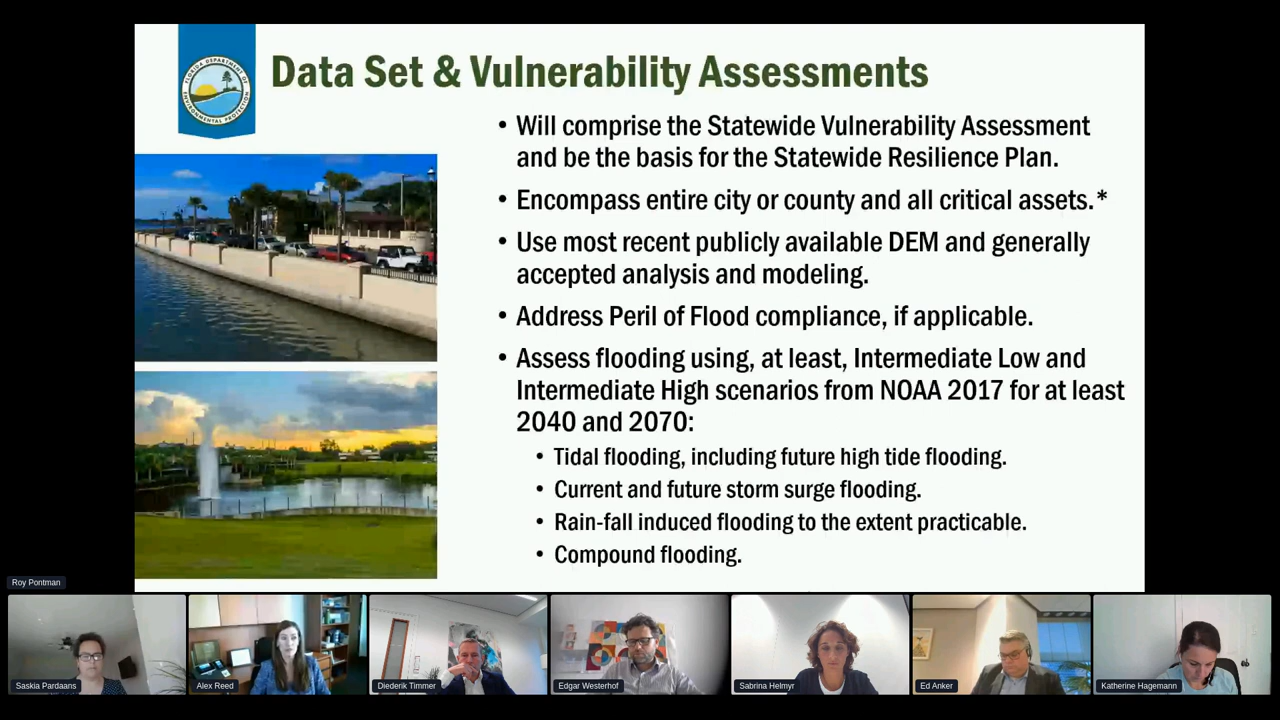 FLORIDA DEPARTMENT OF
ENVIRONMENTAL PROTECTION
Data Set & Vulnerability Assessments
• Will comprise the Statewide Vulnerability Assessment
and be the basis for the Statewide Resilience Plan.
• Encompass entire city or county and all critical assets.*
• Use most recent publicly available DEM and generally
accepted analysis and modeling.
• Address Peril of Flood compliance, if applicable.
• Assess flooding using, at least, Intermediate Low and
Intermediate High scenarios from NOAA 2017 for at least
2040 and 2070:
• Tidal flooding, including future high tide flooding.
• Current and future storm surge flooding.
• Rain-fall induced flooding to the extent practicable.
• Compound flooding.
Roy Pontman
Saskia Pardaans
Alex Reed
Diederik Timmer
Edgar Westerhof
Sabrina Helmyr
Ed Anker
Katherine Hagemann